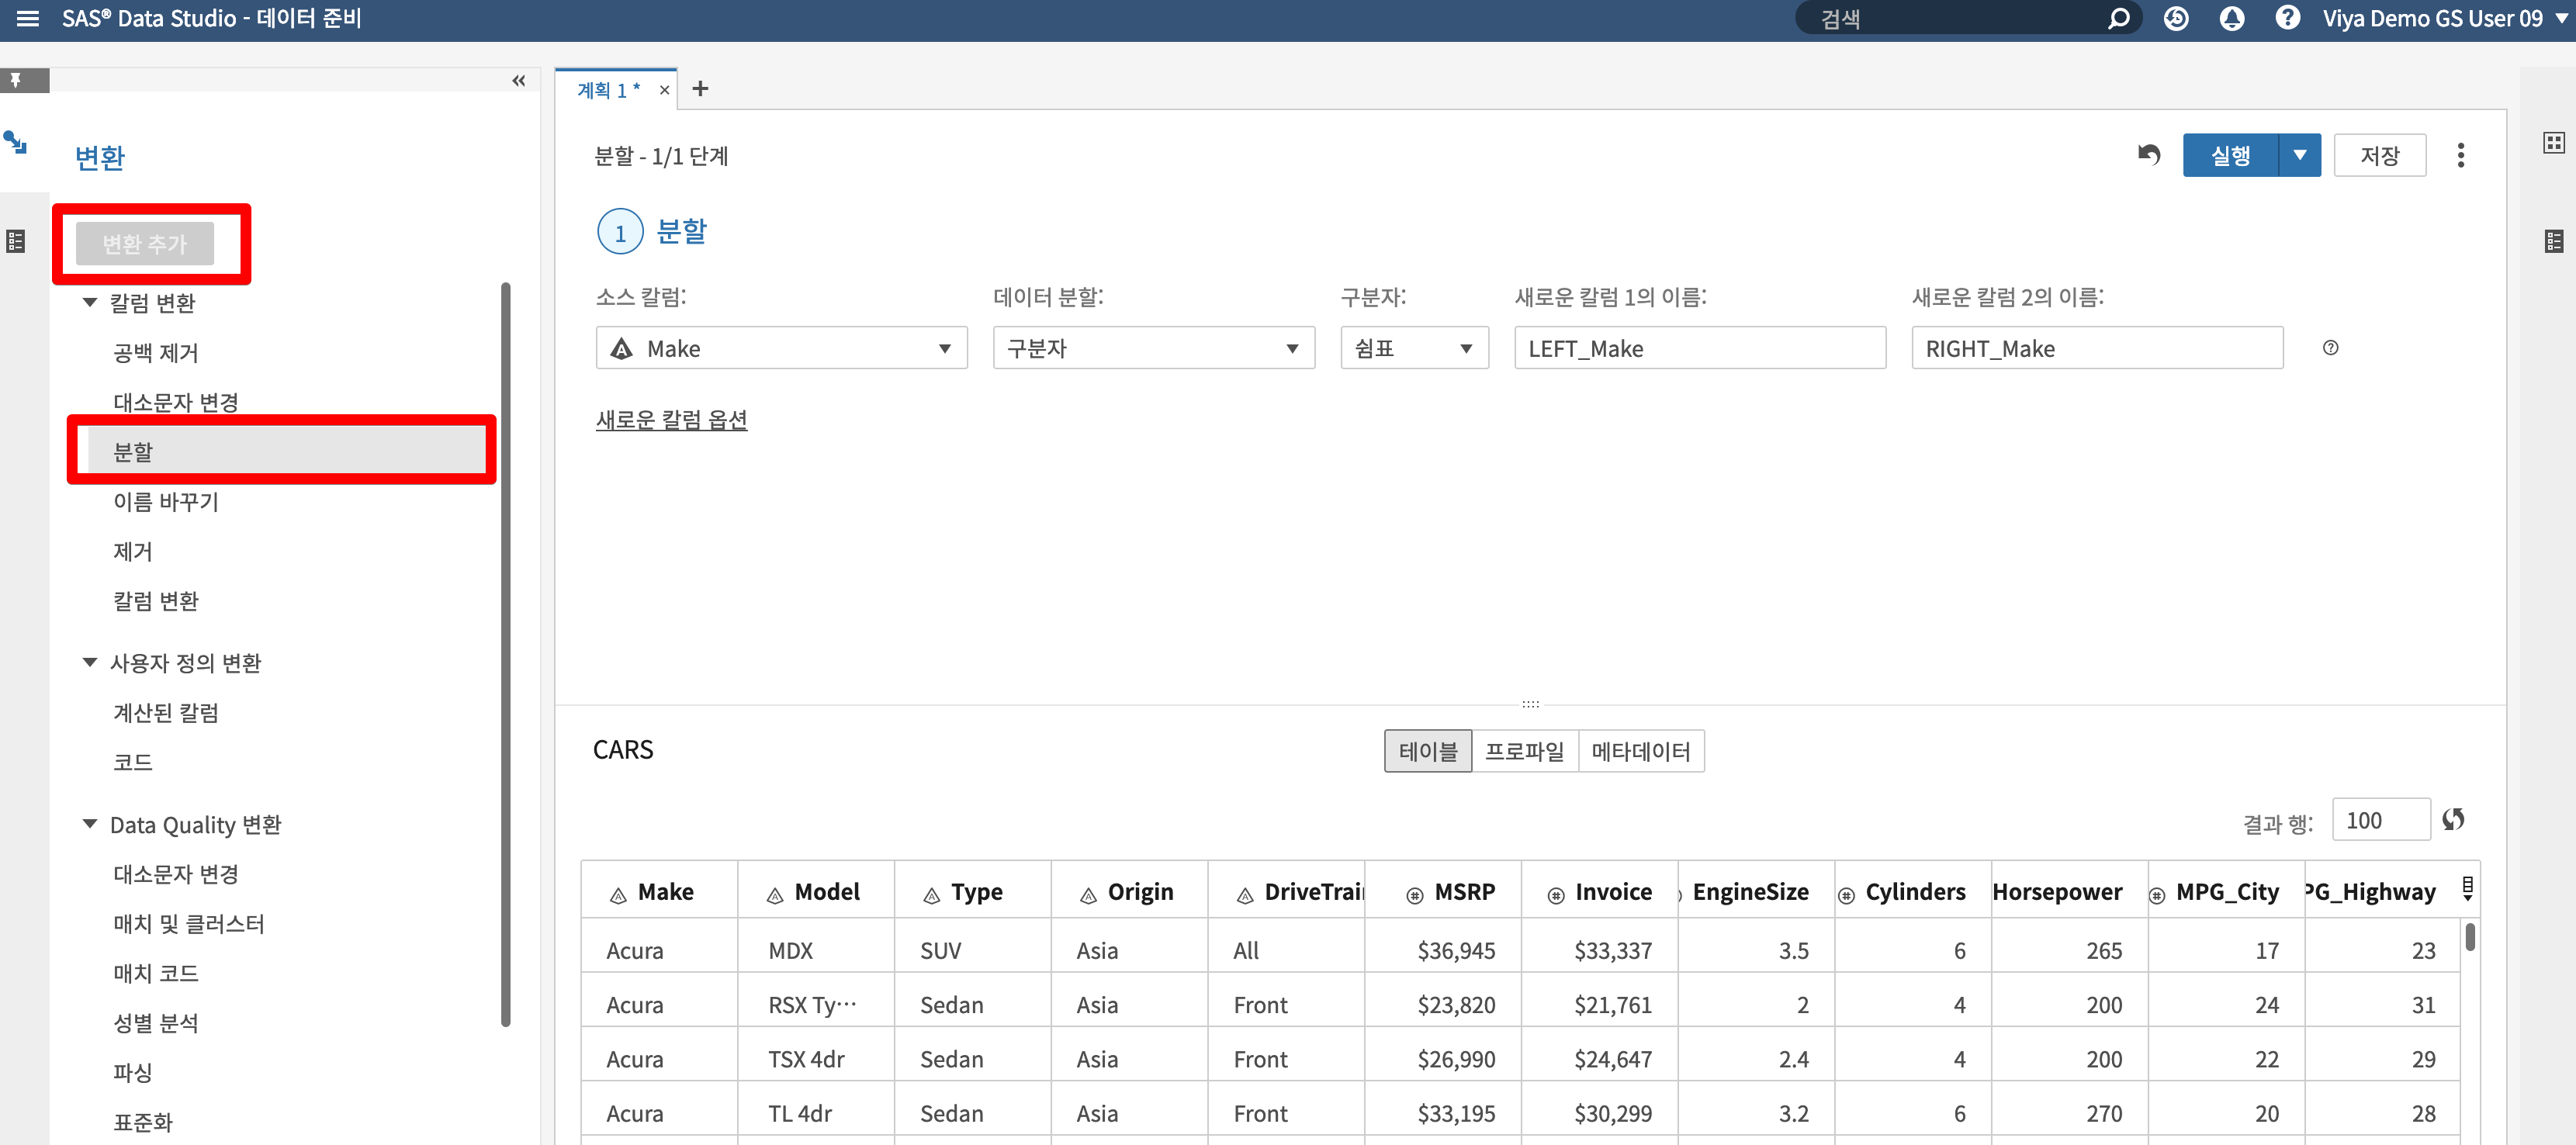 SAS® Data Studio - 데이터 준비
검색
Viya Demo GS User 09
계획 1 *
변환
변환 추가
칼럼 변환
공백 제거
대소문자 변경
분할
이름 바꾸기
제거
칼럼 변환
사용자 정의 변환
계산된 칼럼
코드
Data Quality 변환
대소문자 변경
매치 및 클러스터
매치 코드
성별 분석
파싱
표준화
분할 - 1/1 단계
실행
저장
1 분할
소스 칼럼: 데이터 분할: 구분자: 새로운 칼럼 1의 이름: 새로운 칼럼 2의 이름:
Make 구분자 쉼표 LEFT_Make RIGHT_Make
새로운 칼럼 옵션
CARS
테이블 프로파일 메타데이터
결과 행: 100
Make Model Type Origin DriveTrai MSRP Invoice EngineSize Cylinders Horsepower MPG_City PG_Highway
Acura MDX SUV Asia All $36,945 $33,337 3.5 6 265 17 23
Acura RSX Ty… Sedan Asia Front $23,820 $21,761 2 4 200 24 31
Acura TSX 4dr Sedan Asia Front $26,990 $24,647 2.4 4 200 22 29
Acura TL 4dr Sedan Asia Front $33,195 $30,299 3.2 6 270 20 28